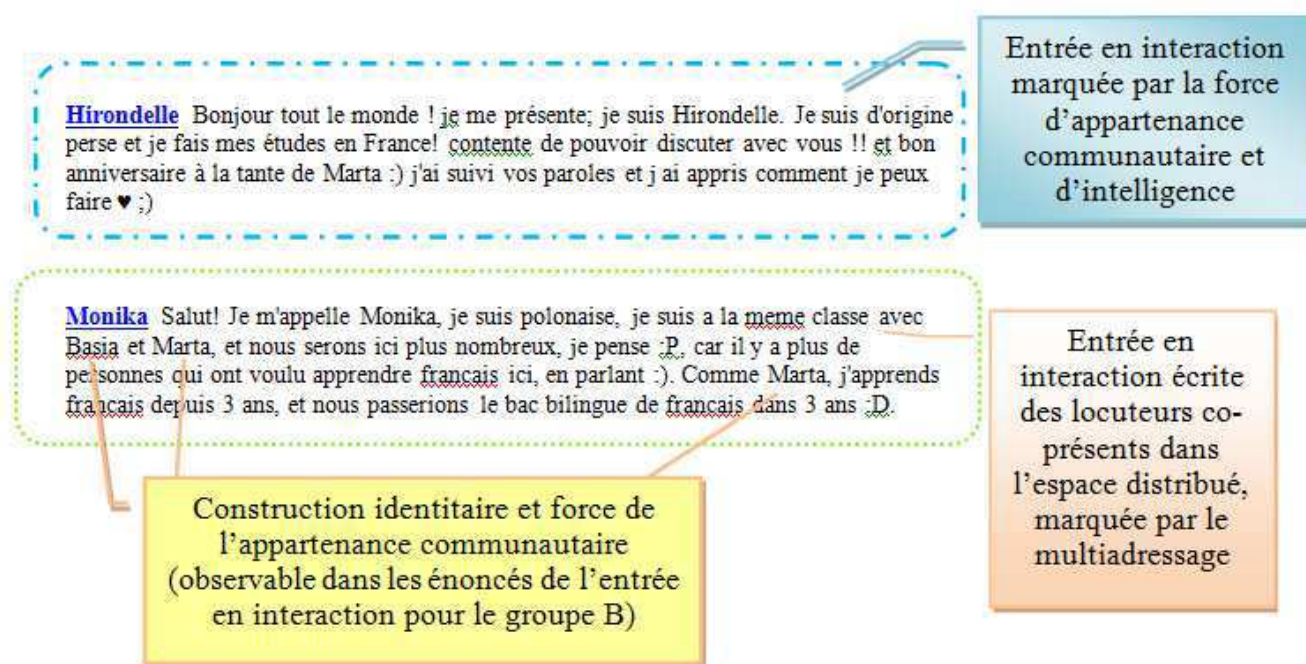 Entrée en interaction
marquée par la force
d'appartenance
communautaire et
d'intelligence
Hirondelle Bonjour tout le monde ! je me présente; je suis Hirondelle. Je suis d'origine
perse et je fais mes études en France! contente de pouvoir discuter avec vous !! et bon
anniversaire à la tante de Marta :) j'ai suivi vos paroles et j ai appris comment je peux
faire ♥ ;)
Monika Salut! Je m'appelle Monika, je suis polonaise, je suis a la meme classe avec
Basia et Marta, et nous serons ici plus nombreux, je pense :P, car il y a plus de
personnes qui ont voulu apprendre français ici, en parlant :). Comme Marta, j'apprends
français depuis 3 ans, et nous passerions le bac bilingue de français dans 3 ans :D.
Entrée en
interaction écrite
des locuteurs co-
présents dans
l'espace distribué,
marquée par le
multiadressage
Construction identitaire et force de
l'appartenance communautaire
(observable dans les énoncés de l'entrée
en interaction pour le groupe B)